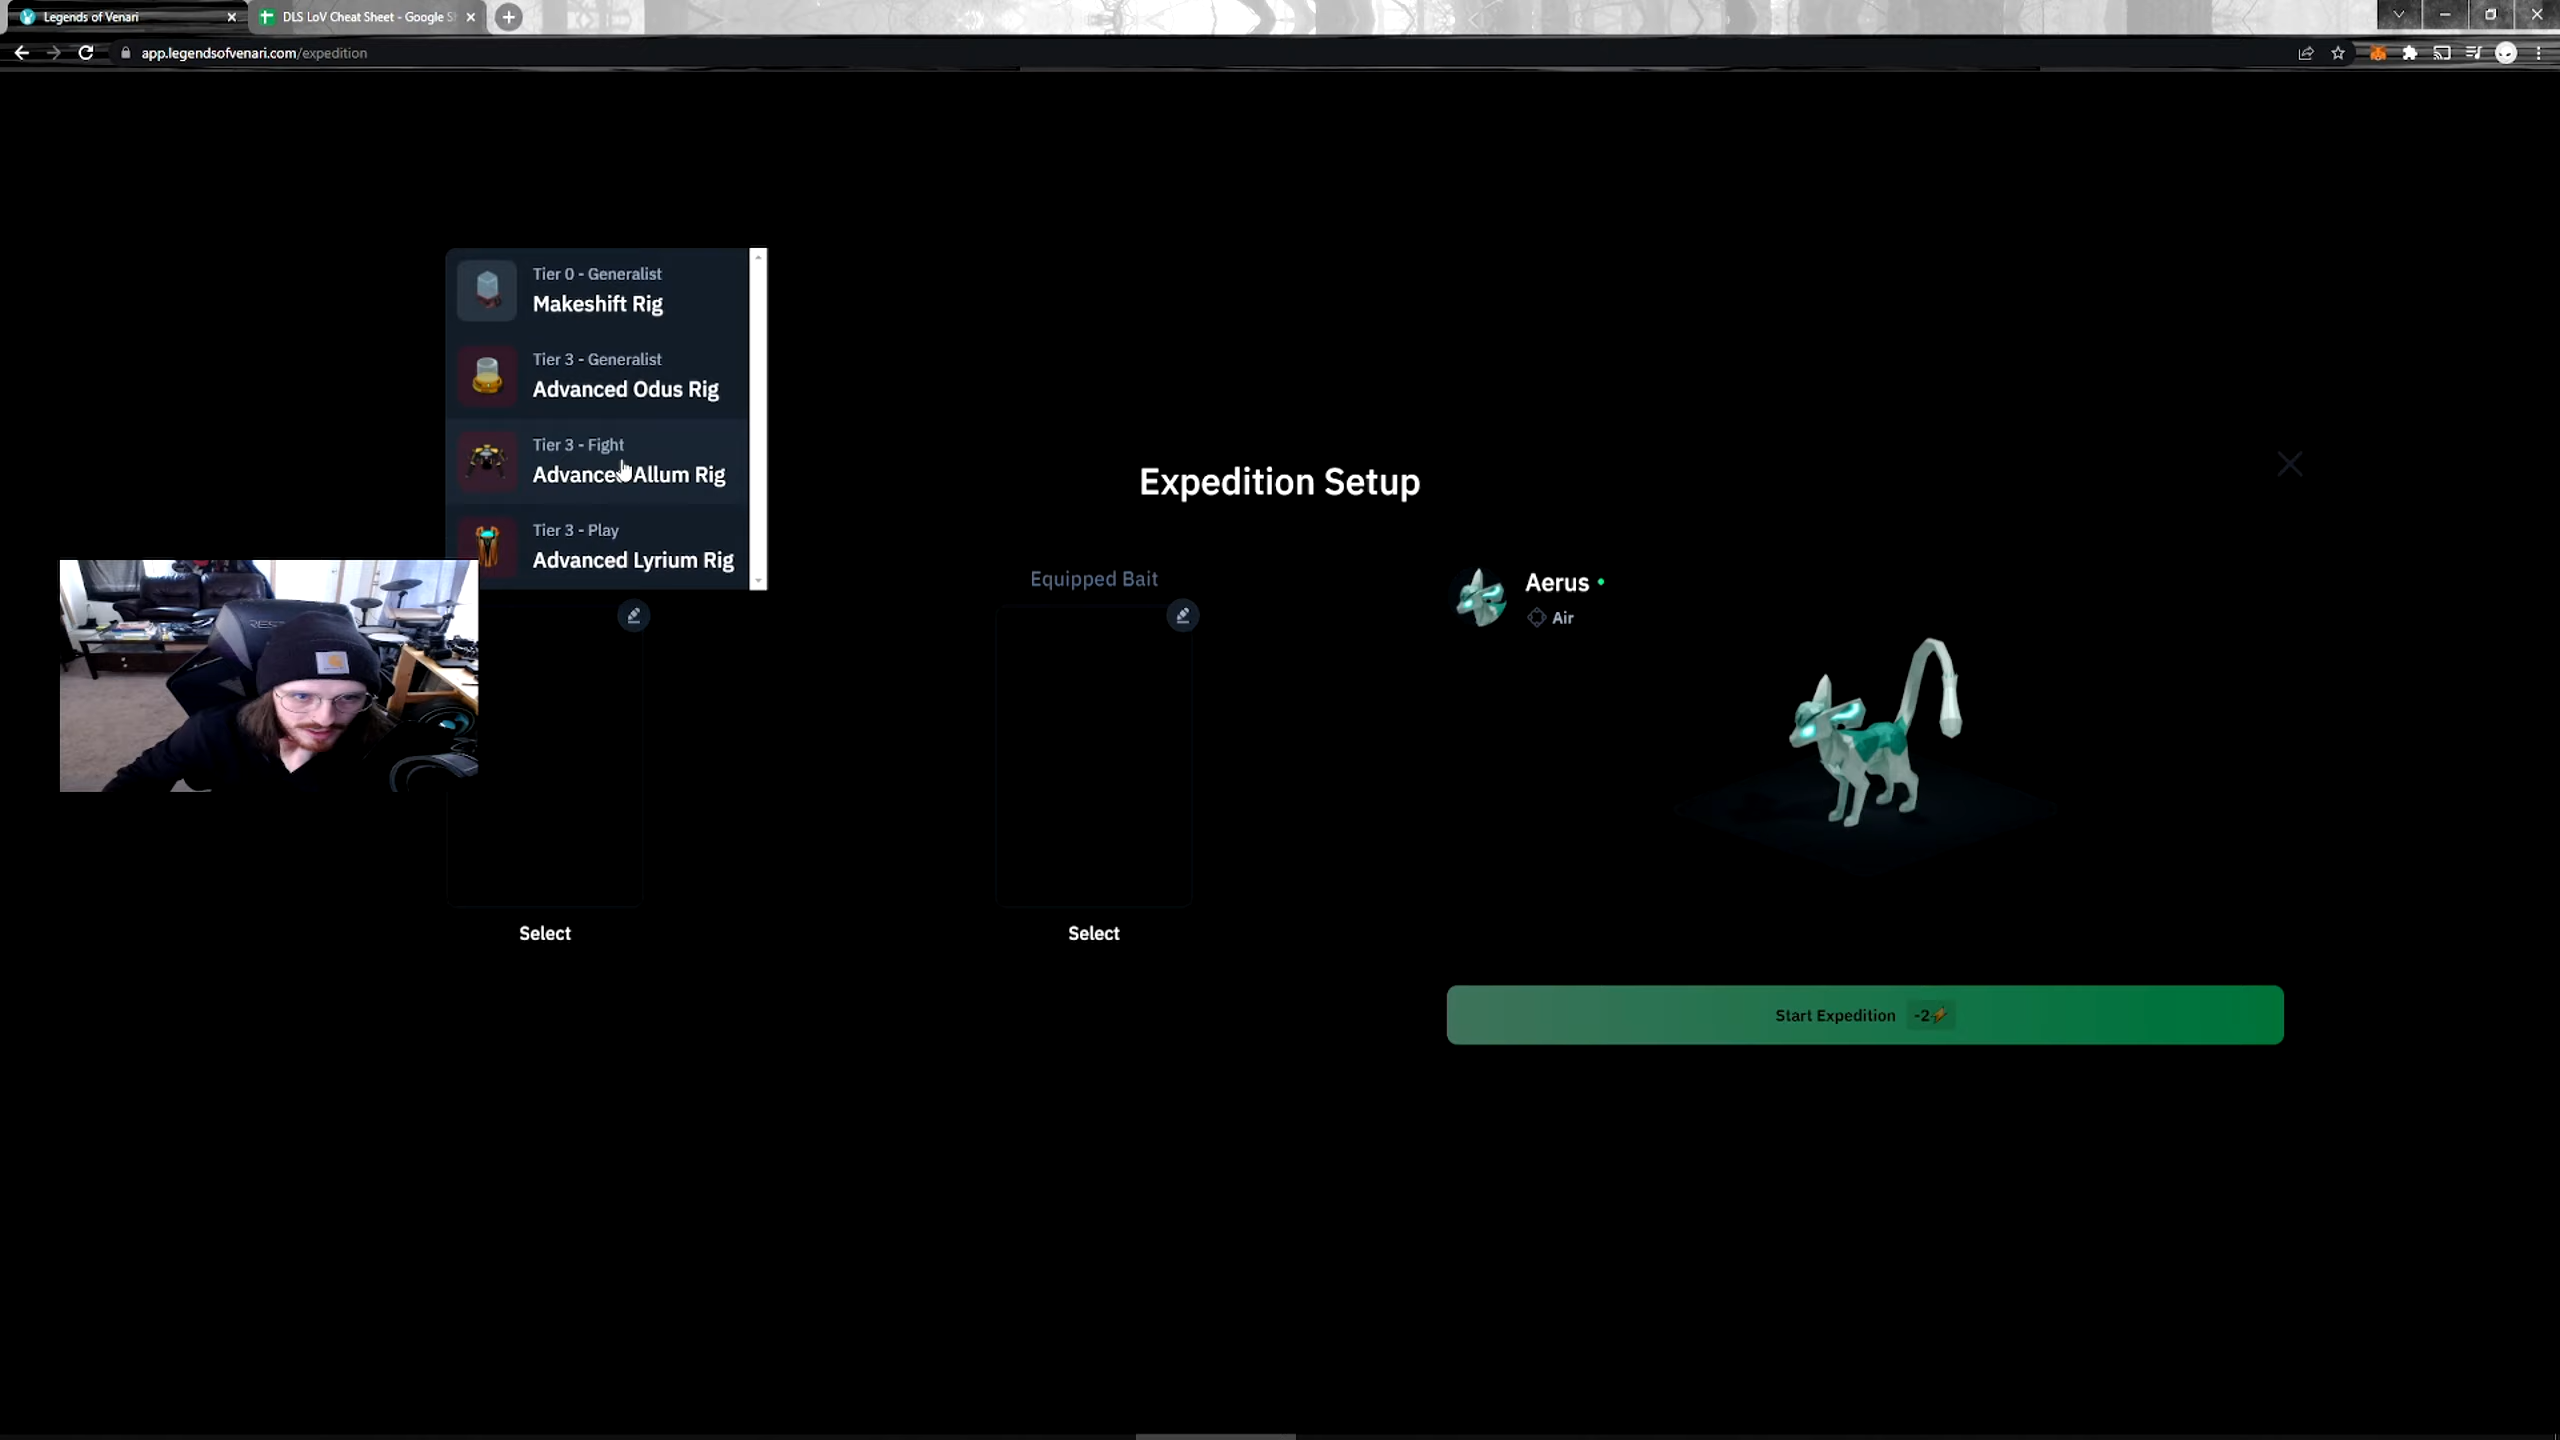 Legends of Venari
DLS LoV Cheat Sheet - Google S
app.legendsofvenari.com/expedition
Tier 0 - Generalist
Makeshift Rig
Tier 3 - Generalist
Advanced Odus Rig
Tier 3 - Fight
Advanced Allum Rig
Tier 3 - Play
Advanced Lyrium Rig
Expedition Setup
Equipped Bait
Aerus
Air
Select
Select
Start Expedition -2